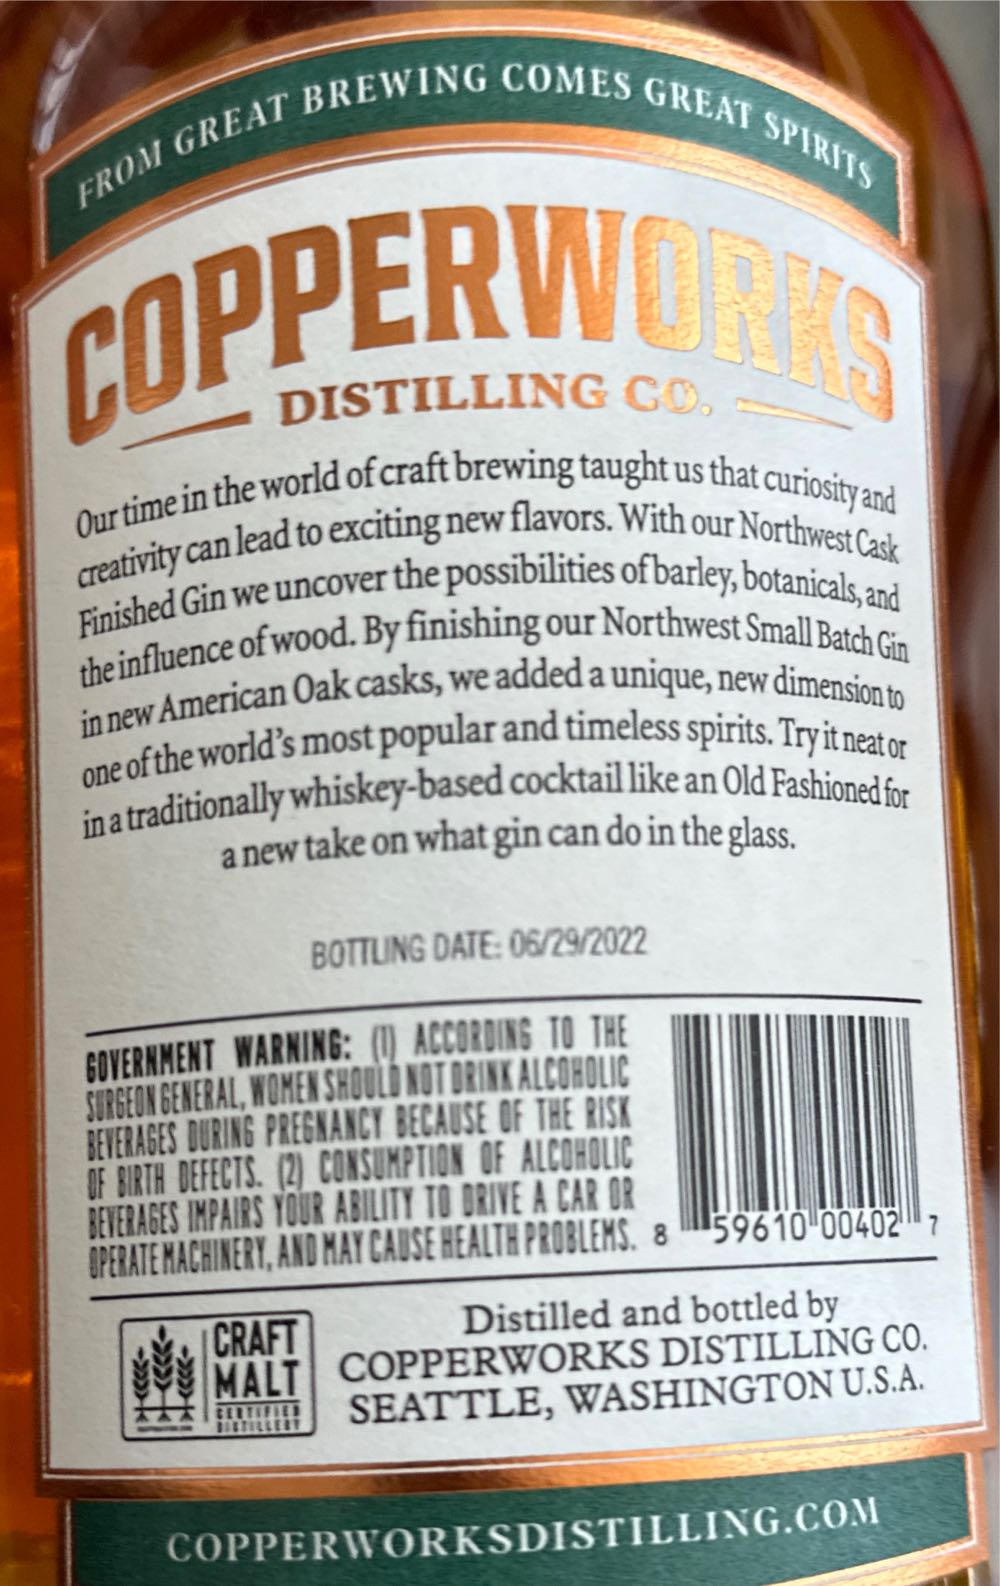 FROM GREAT BREWING COMES GREAT SPIRITS
COPPERWORKS
DISTILLING CO.
Our time in the world of craft brewing taught us that curiosity and
creativity can lead to exciting new flavors. With our Northwest Cask
Finished Gin we uncover the possibilities of barley, botanicals, and
the influence of wood. By finishing our Northwest Small Batch Gin
in new American Oak casks, we added a unique, new dimension to
one of the world's most popular and timeless spirits. Try it neat or
in a traditionally whiskey-based cocktail like an Old Fashioned for
a new take on what gin can do in the glass.
BOTTLING DATE: 06/29/2022
GOVERNMENT WARNING: (1) ACCORDING TO THE
SURGEON GENERAL, WOMEN SHOULD NOT DRINK ALCOHOLIC
BEVERAGES DURING PREGNANCY BECAUSE OF THE RISK
OF BIRTH DEFECTS. (2) CONSUMPTION OF ALCOHOLIC
BEVERAGES IMPAIRS YOUR ABILITY TO DRIVE A CAR OR
OPERATE MACHINERY, AND MAY CAUSE HEALTH PROBLEMS.
8 59610 00402 7
CRAFT
MALT
CERTIFIED
DISTILLERY
Distilled and bottled by
COPPERWORKS DISTILLING CO.
SEATTLE, WASHINGTON U.S.A.
COPPERWORKSDISTILLING.COM